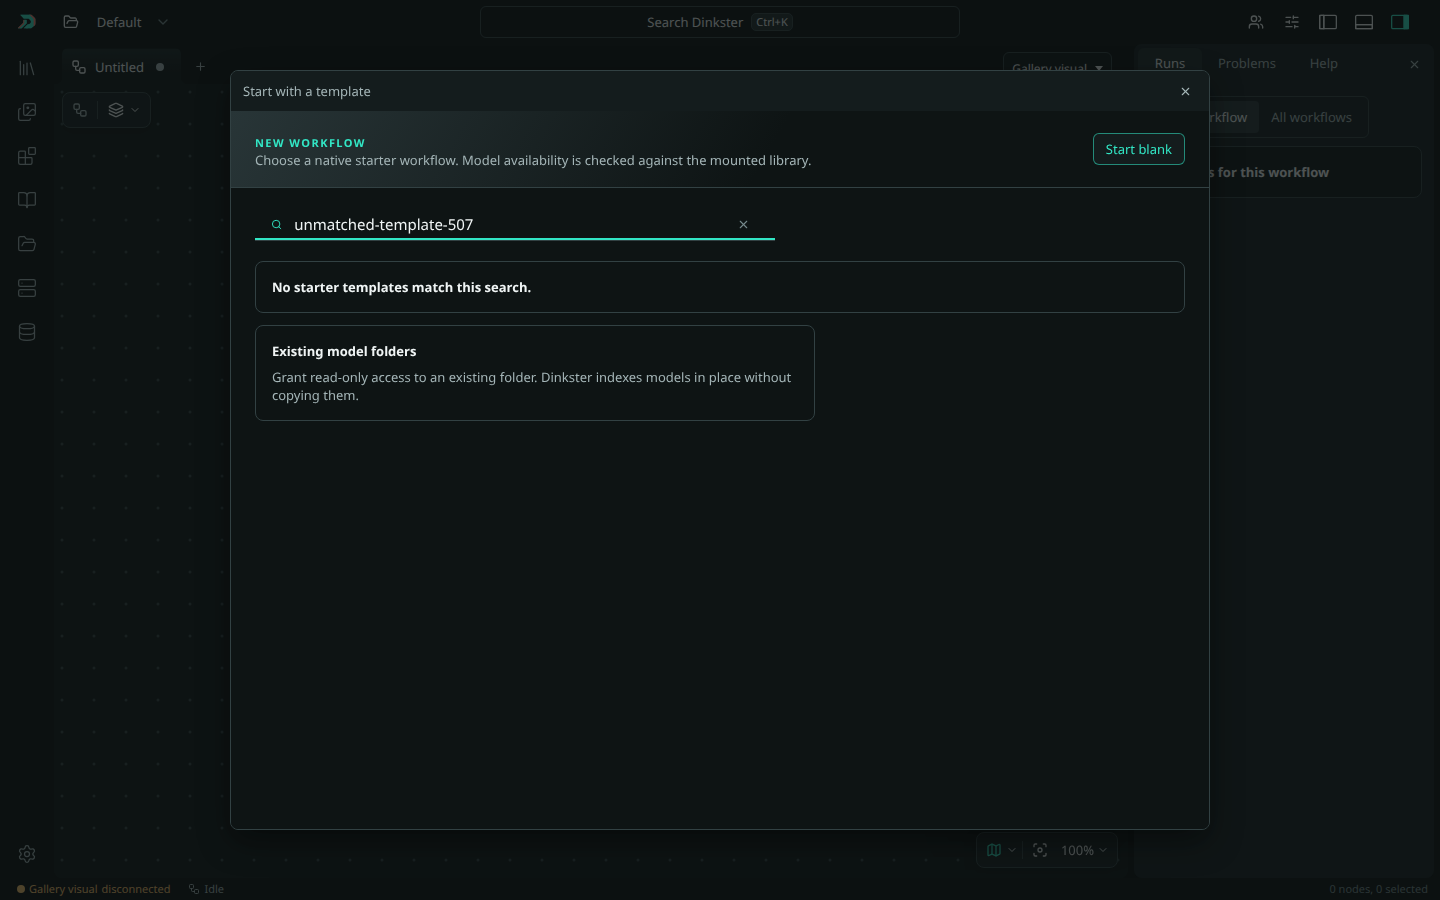 Default
Search Dinkster Ctrl+K
Untitled
Gallery visual
Runs Problems Help
Start with a template
NEW WORKFLOW
Choose a native starter workflow. Model availability is checked against the mounted library.
Start blank
All workflows
s for this workflow
unmatched-template-507
No starter templates match this search.
Existing model folders
Grant read-only access to an existing folder. Dinkster indexes models in place without
copying them.
100%
Gallery visual disconnected
Idle
0 nodes, 0 selected